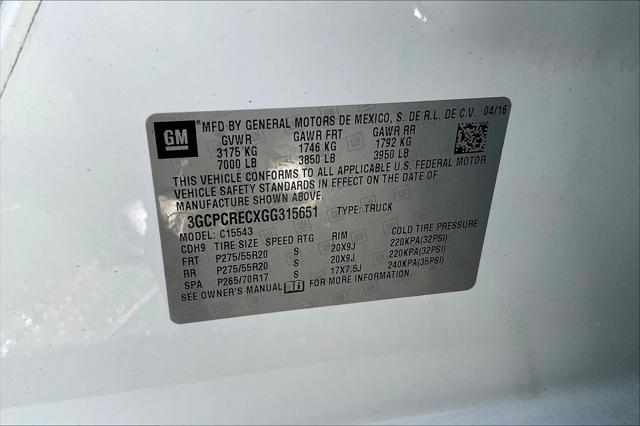 GM
MFD BY GENERAL MOTORS DE MEXICO, S. DE R.L. DE C.V. 04/16
GVWR GAWR FRT GAWR RR
3175 KG 1746 KG 1792 KG
7000 LB 3850 LB 3950 LB
THIS VEHICLE CONFORMS TO ALL APPLICABLE U.S. FEDERAL MOTOR
VEHICLE SAFETY STANDARDS IN EFFECT ON THE DATE OF
MANUFACTURE SHOWN ABOVE.
3GCPCRECXGG315651 TYPE: TRUCK
MODEL: C15543
CDH9 TIRE SIZE SPEED RTG RIM COLD TIRE PRESSURE
FRT P275/55R20 S 20X9J 220KPA(32PSI)
RR P275/55R20 S 20X9J 220KPA(32PSI)
SPA P265/70R17 S 17X7.5J 240KPA(35PSI)
SEE OWNER'S MANUAL FOR MORE INFORMATION.